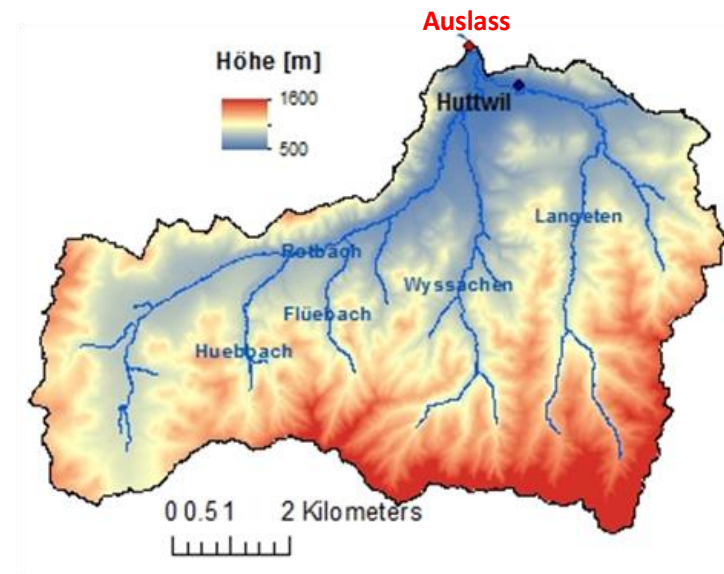 Auslass
Höhe [m]
1600
500
Huttwil
Langeten
Rotbach
Wyssachen
Flüebach
Huebbach
0 0.5 1 2 Kilometers